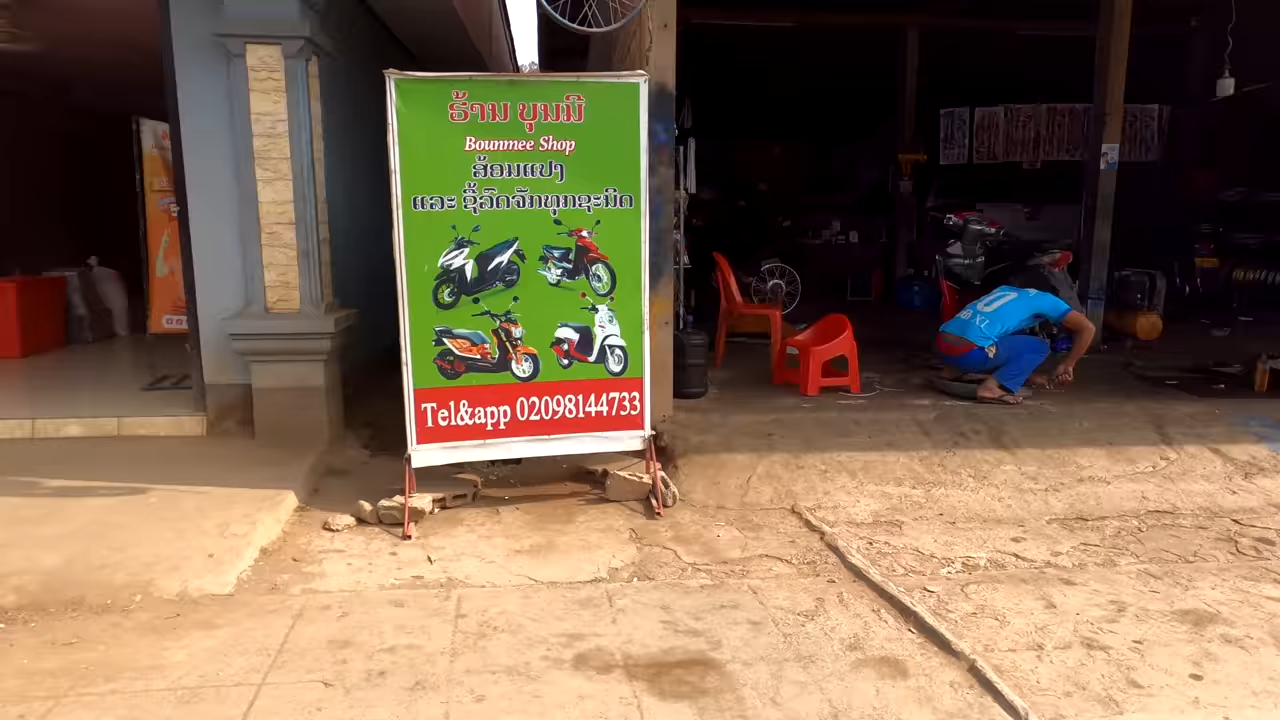 ຮ້ານ ບຸນມີ
Bounmee Shop
ສ້ອມແປງ
ແລະ ຊື້ລົດຈັກທຸກຊະນິດ
Tel&app 02098144733